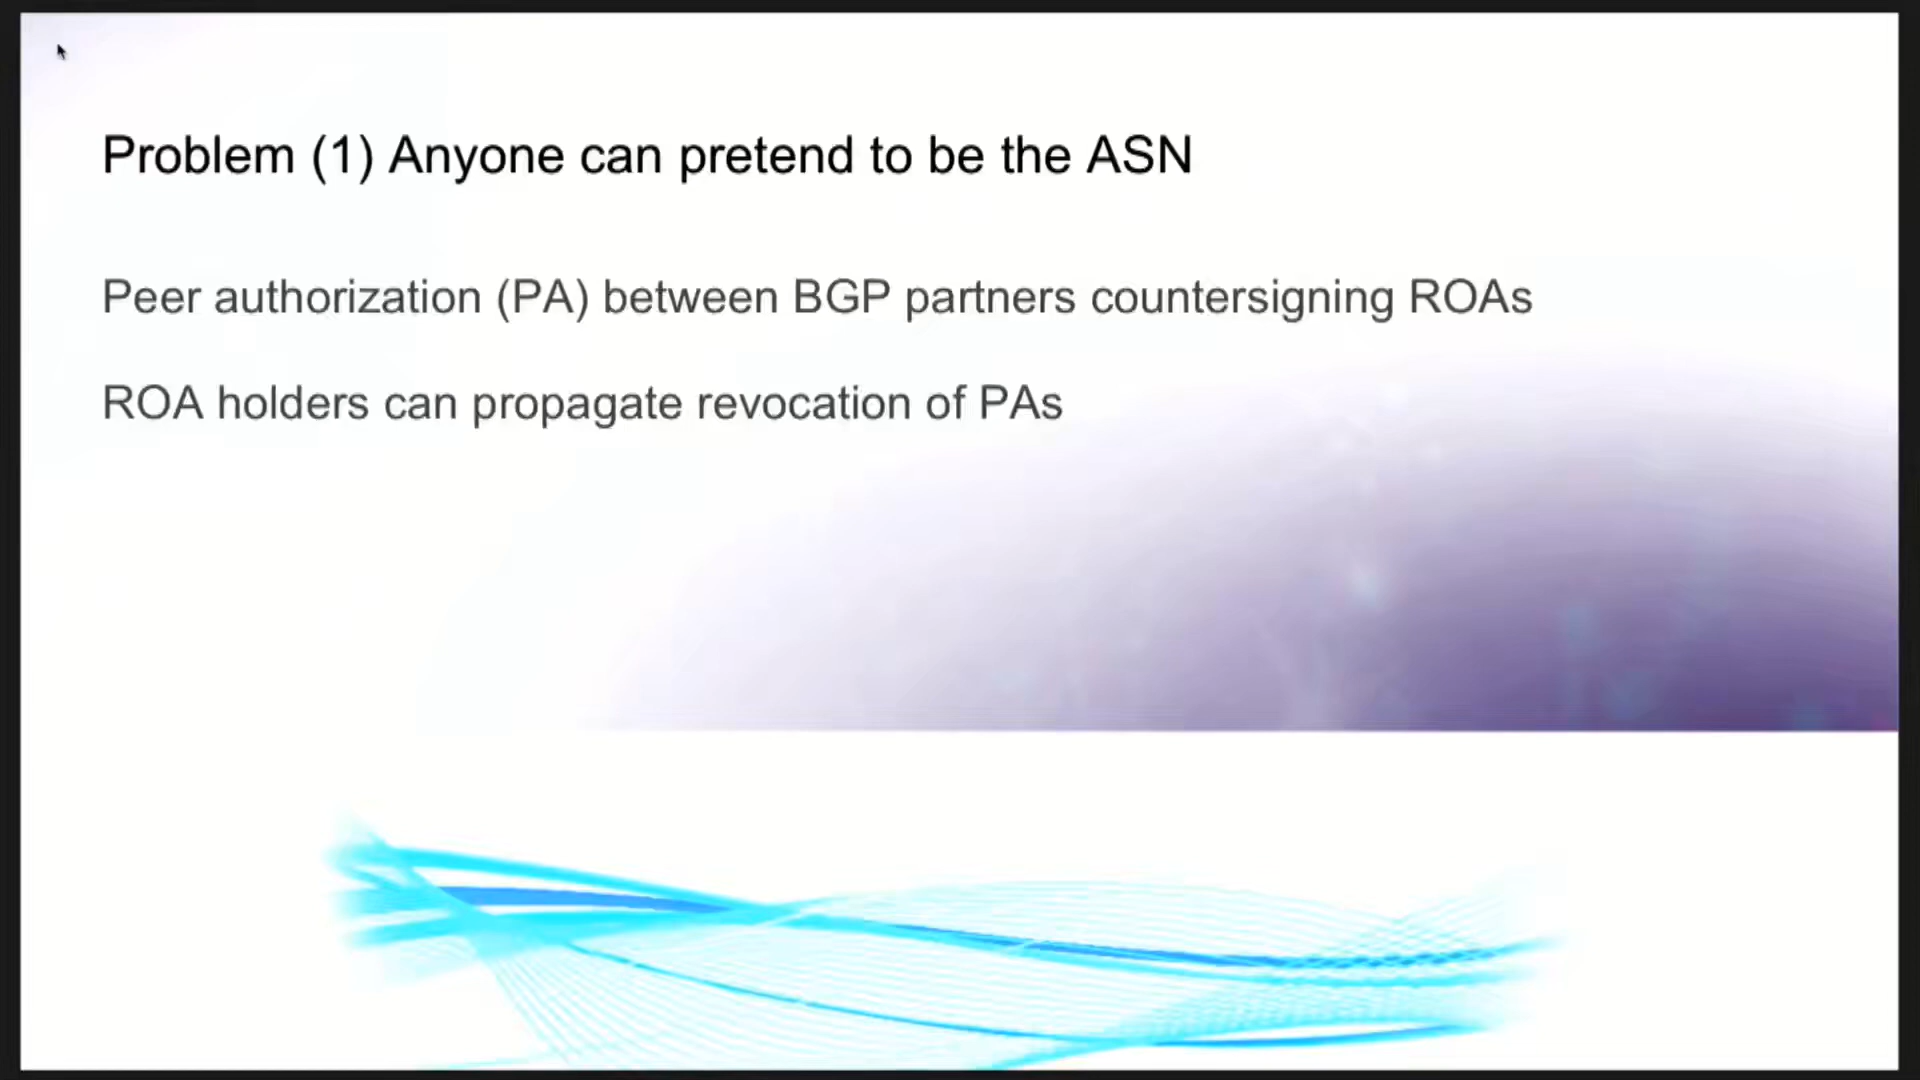 Problem (1) Anyone can pretend to be the ASN
Peer authorization (PA) between BGP partners countersigning ROAs
ROA holders can propagate revocation of PAs